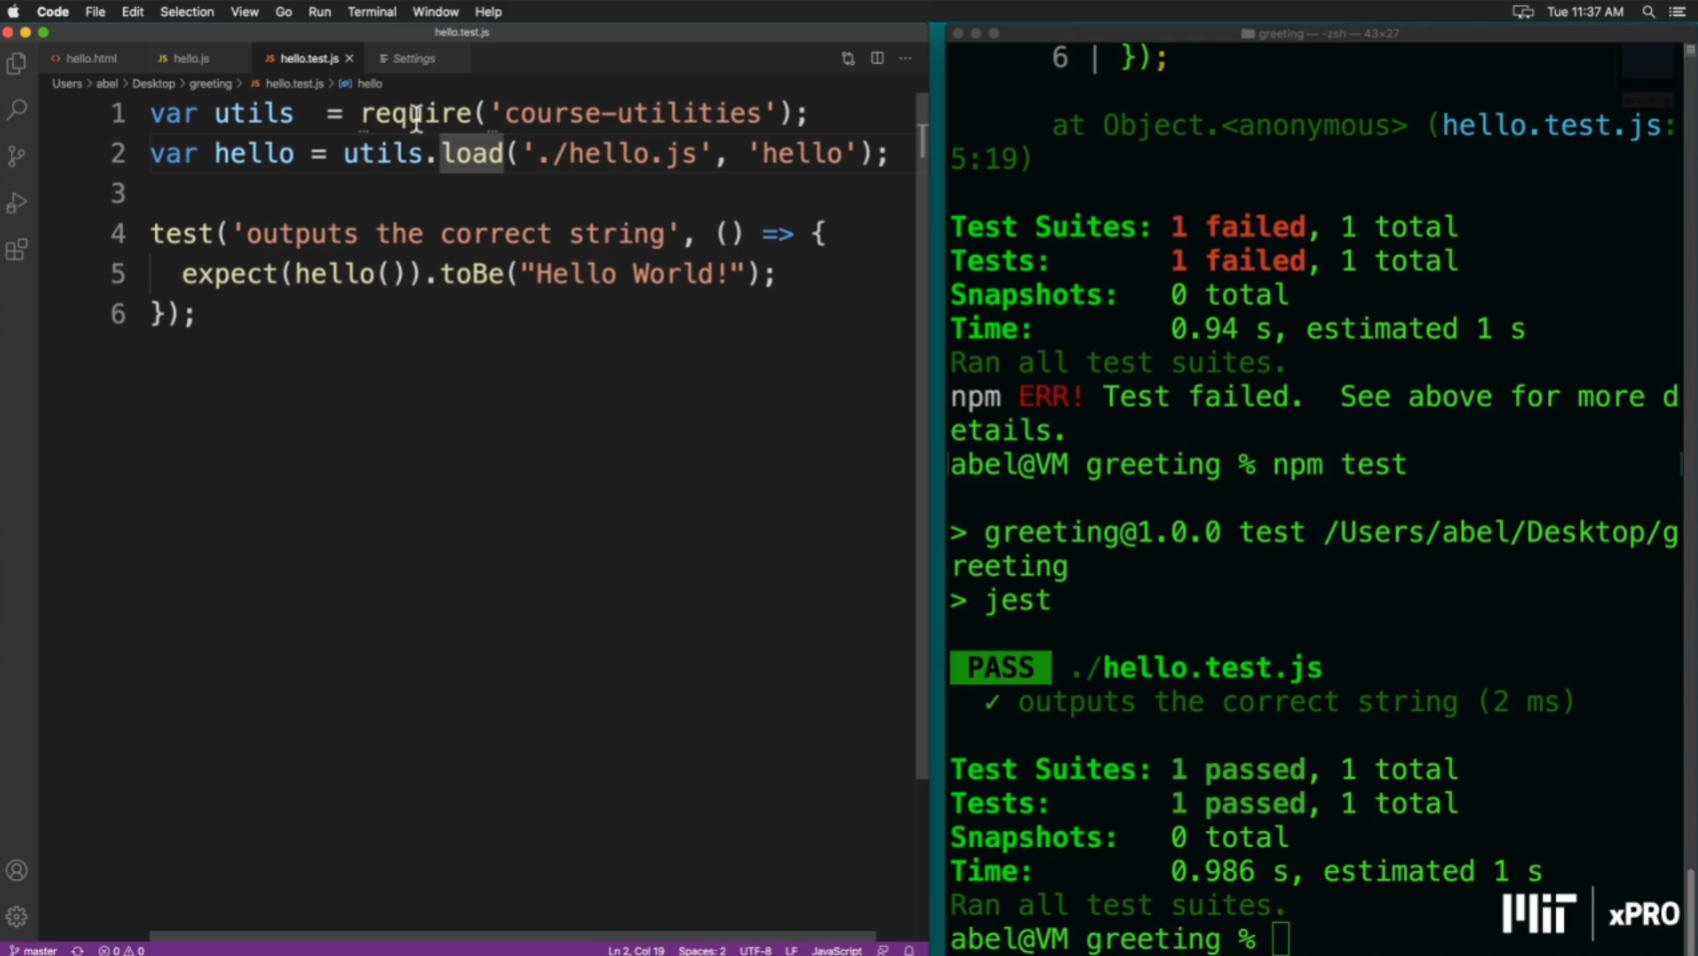 Code File Edit Selection View Go Run Terminal Window Help
Tue 11:37 AM
hello.test.js
hello.html
hello.js
hello.test.js
Settings
Users > abel > Desktop > greeting > hello.test.js > hello
1 var utils  = require('course-utilities');
2 var hello = utils.load('./hello.js', 'hello');
3
4 test('outputs the correct string', () => {
5 expect(hello()).toBe("Hello World!");
6 });
master 0 0
Ln 2, Col 19 Spaces: 2 UTF-8 LF JavaScript
greeting — -zsh — 43×27
6 | });
at Object.<anonymous> (hello.test.js:
5:19)
Test Suites: 1 failed, 1 total
Tests: 1 failed, 1 total
Snapshots: 0 total
Time: 0.94 s, estimated 1 s
Ran all test suites.
npm ERR! Test failed.  See above for more d
etails.
abel@VM greeting % npm test
> greeting@1.0.0 test /Users/abel/Desktop/g
reeting
> jest
PASS ./hello.test.js
✓ outputs the correct string (2 ms)
Test Suites: 1 passed, 1 total
Tests: 1 passed, 1 total
Snapshots: 0 total
Time: 0.986 s, estimated 1 s
Ran all test suites.
abel@VM greeting %
MIT xPRO